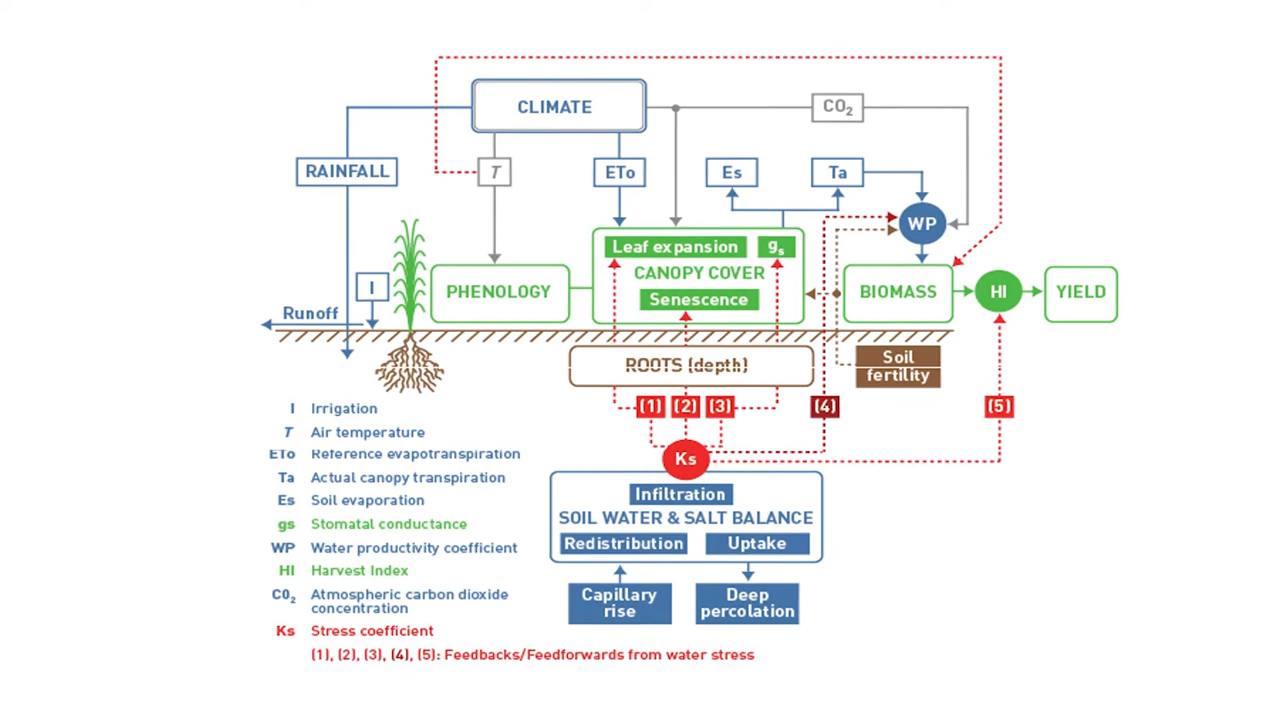 CLIMATE
CO₂
RAINFALL
T
ETo
Es
Ta
WP
Leaf expansion
gs
CANOPY COVER
Senescence
PHENOLOGY
BIOMASS
HI
YIELD
I
Runoff
ROOTS (depth)
Soil
fertility
(1)
(2)
(3)
(4)
(5)
Ks
Infiltration
SOIL WATER & SALT BALANCE
Redistribution
Uptake
Capillary
rise
Deep
percolation
I Irrigation
T Air temperature
ETo Reference evapotranspiration
Ta Actual canopy transpiration
Es Soil evaporation
gs Stomatal conductance
WP Water productivity coefficient
HI Harvest Index
CO₂ Atmospheric carbon dioxide
concentration
Ks Stress coefficient
(1), (2), (3), (4), (5): Feedbacks/Feedforwards from water stress